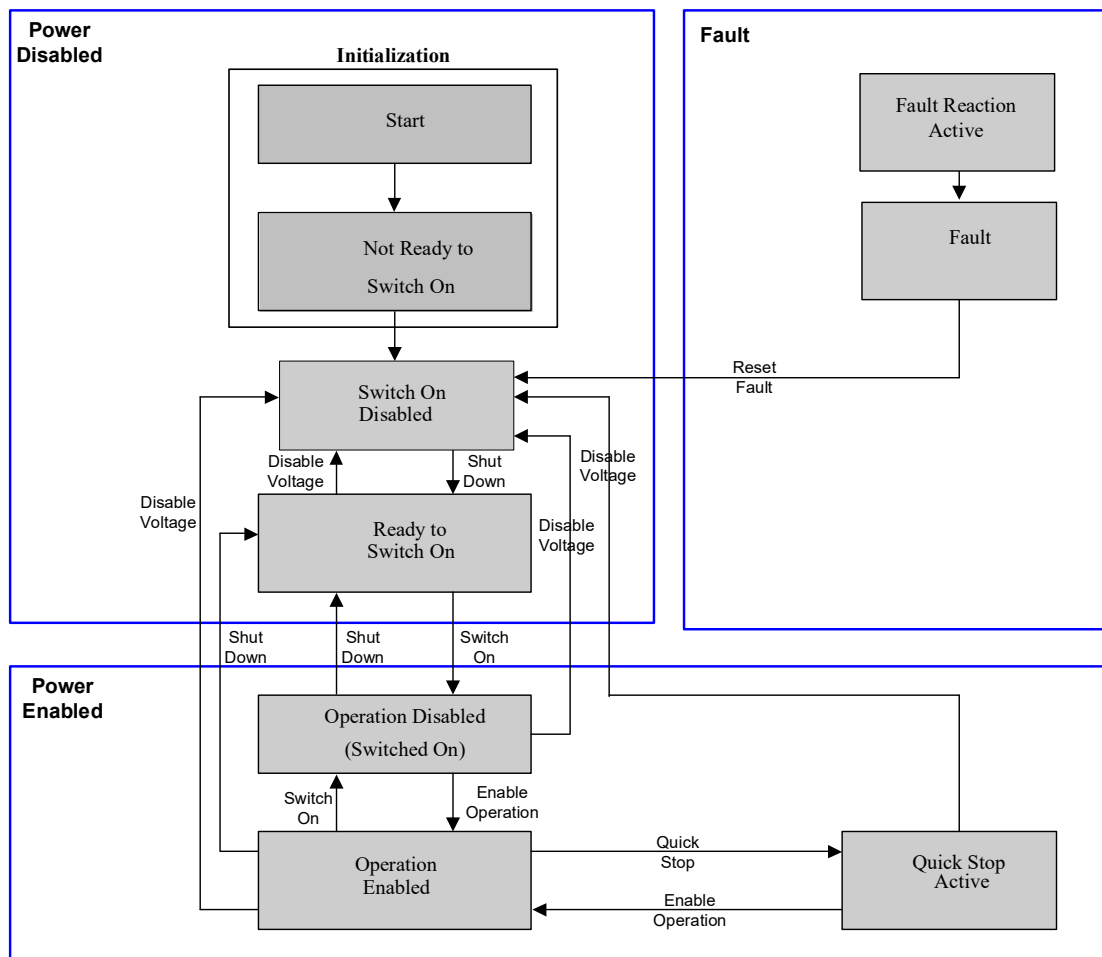 Power
Disabled
Initialization
Start
Not Ready to
Switch On
Switch On
Disabled
Disable
Voltage
Shut
Down
Disable
Voltage
Ready to
Switch On
Disable
Voltage
Disable
Voltage
Fault
Fault Reaction
Active
Fault
Reset
Fault
Shut
Down
Shut
Down
Switch
On
Power
Enabled
Operation Disabled
(Switched On)
Switch
On
Enable
Operation
Operation
Enabled
Quick
Stop
Enable
Operation
Quick Stop
Active